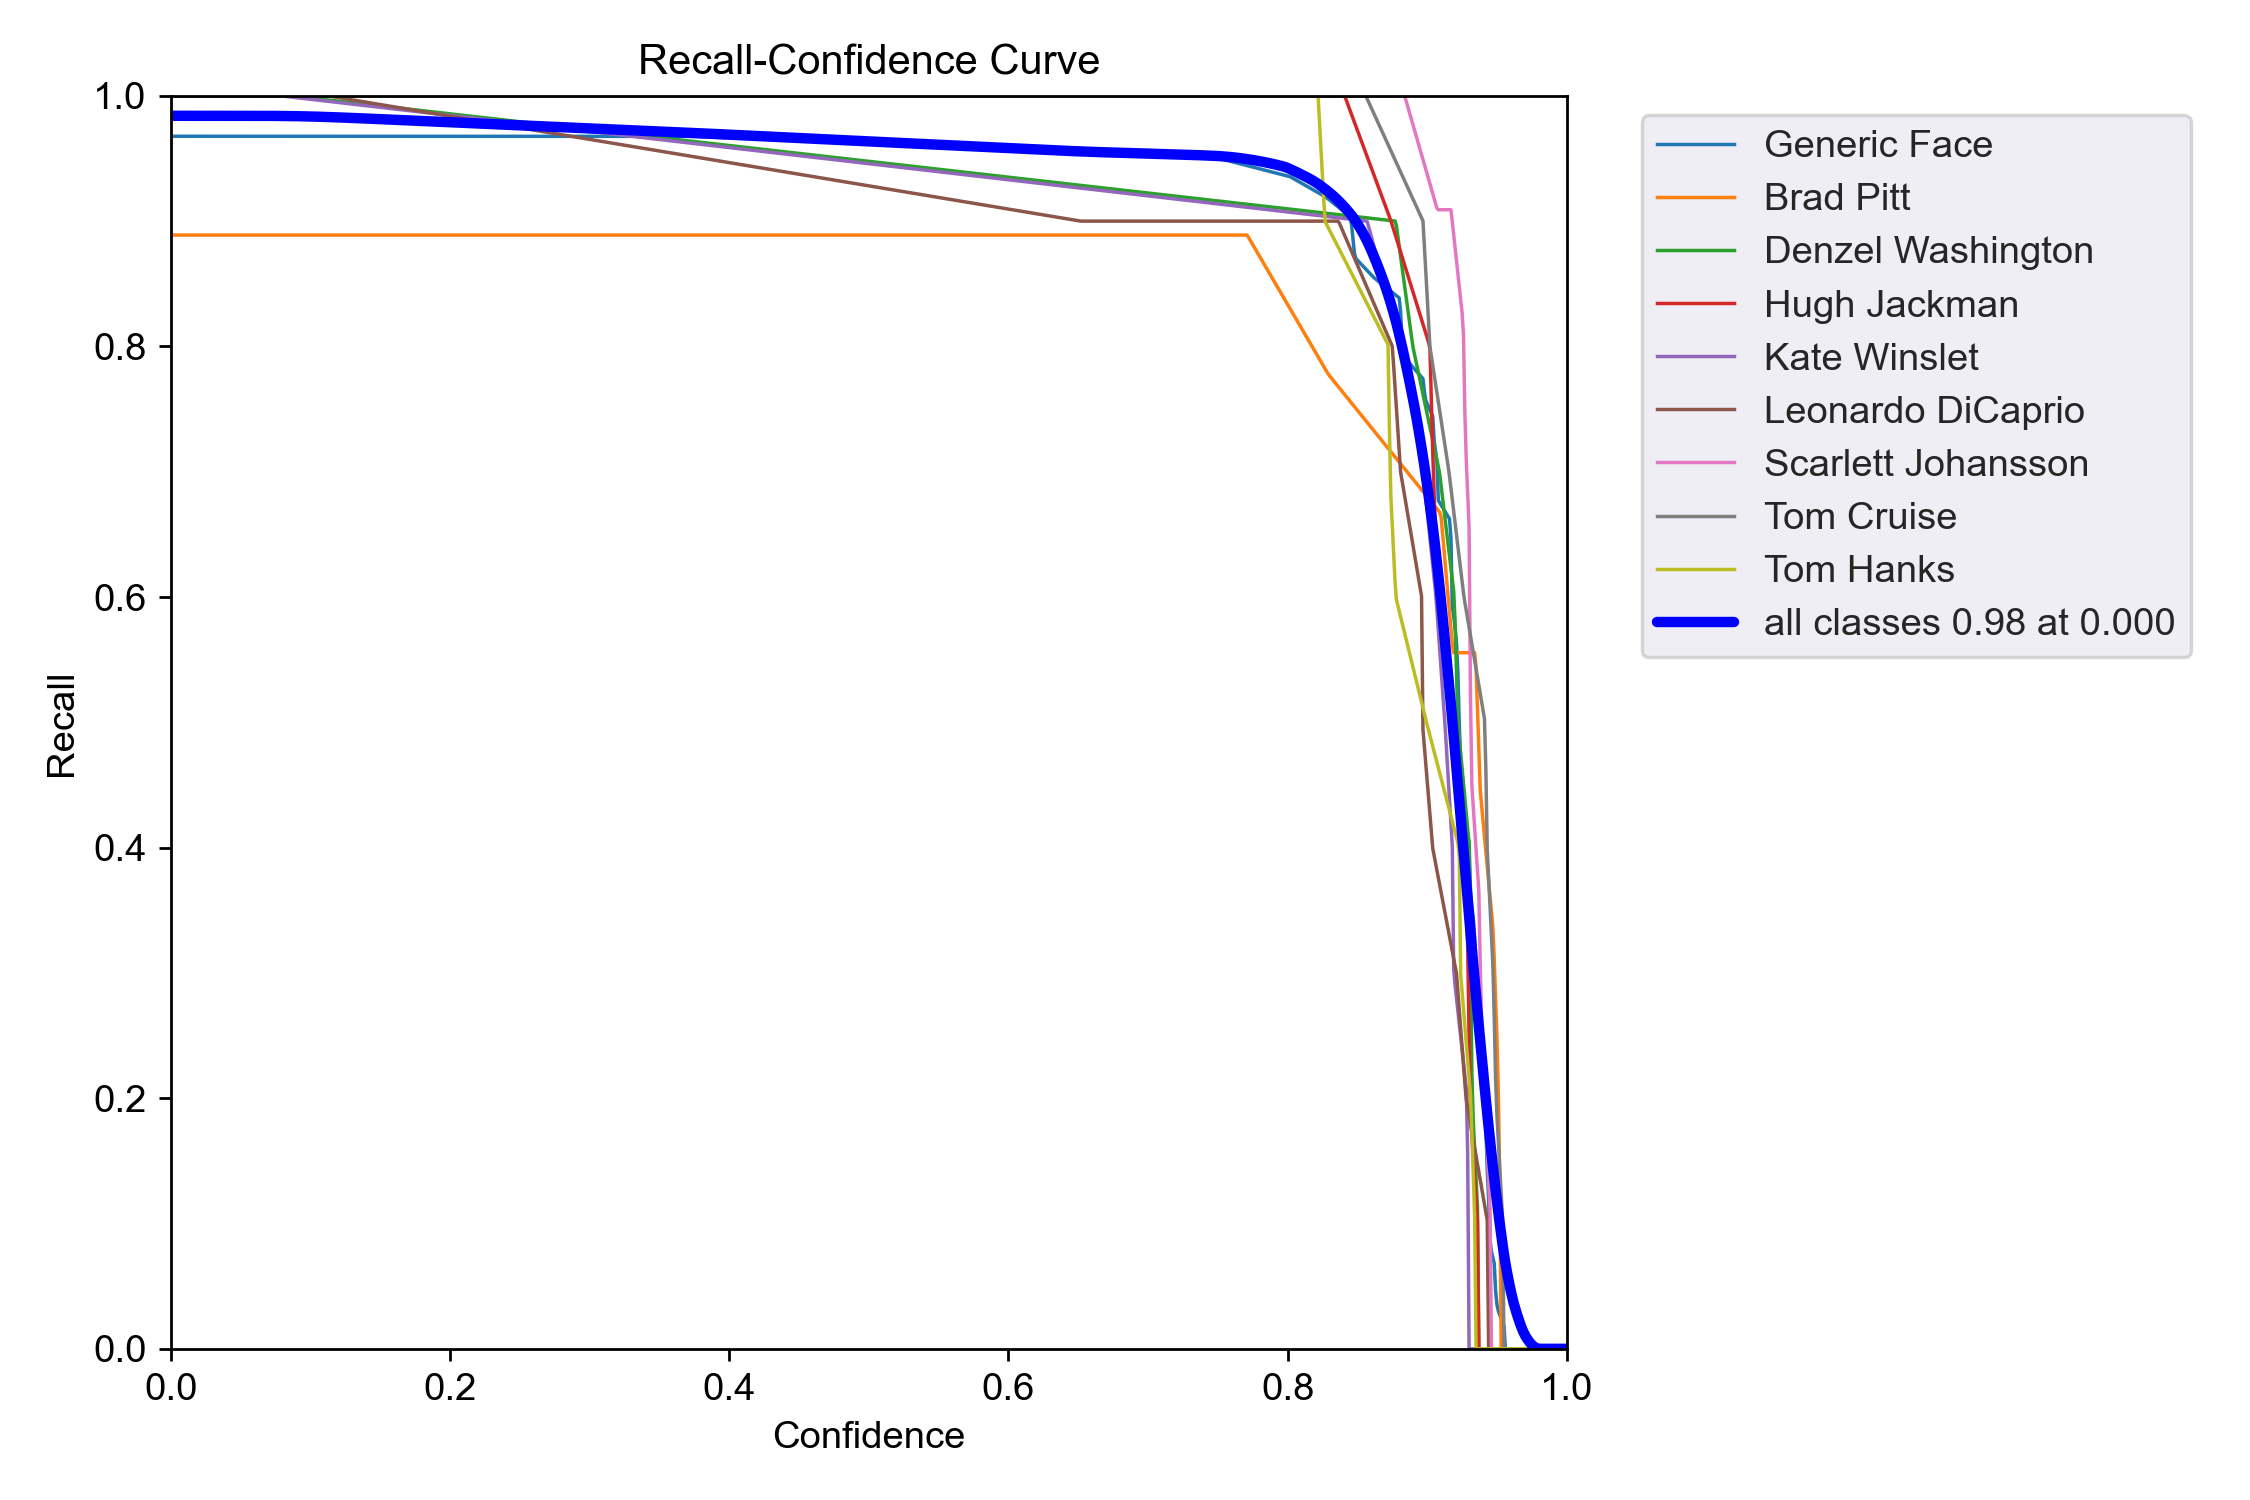 Recall-Confidence Curve
1.0
0.8
0.6
0.4
0.2
0.0
Recall
0.0 0.2 0.4 0.6 0.8 1.0
Confidence
Generic Face
Brad Pitt
Denzel Washington
Hugh Jackman
Kate Winslet
Leonardo DiCaprio
Scarlett Johansson
Tom Cruise
Tom Hanks
all classes 0.98 at 0.000